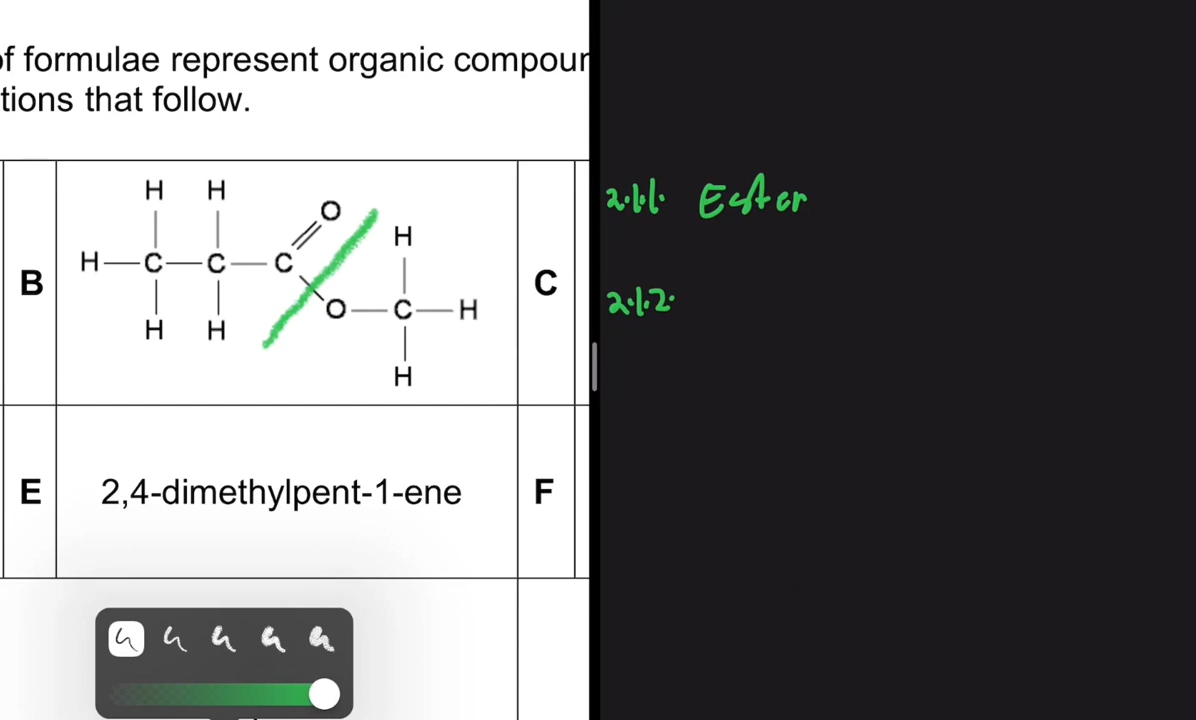 of formulae represent organic compour
tions that follow.
2.1.1. Ester
H H
O
H
H—C—C—C
B
C
2.1.2.
O—C—H
H H
H
E 2,4-dimethylpent-1-ene F